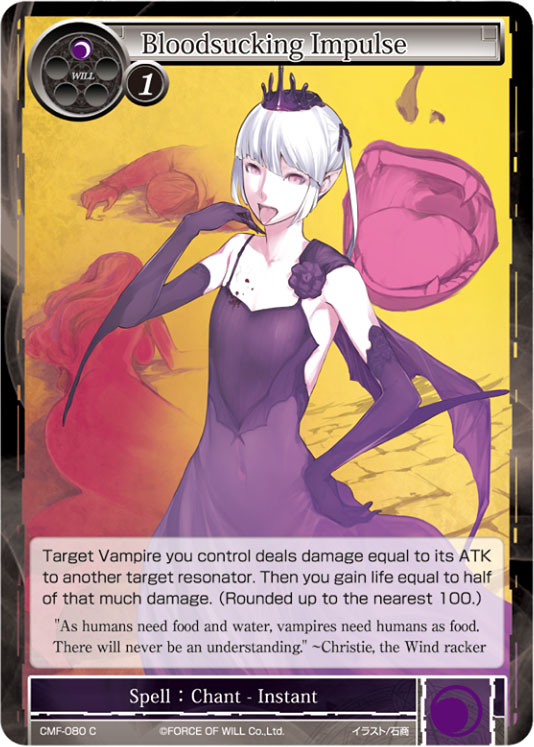 Bloodsucking Impulse
WILL
1
Target Vampire you control deals damage equal to its ATK
to another target resonator. Then you gain life equal to half
of that much damage. (Rounded up to the nearest 100.)
"As humans need food and water, vampires need humans as food.
There will never be an understanding." ~Christie, the Wind racker
Spell : Chant - Instant
CMF-080 C
©FORCE OF WILL Co.,Ltd.
イラスト/石商